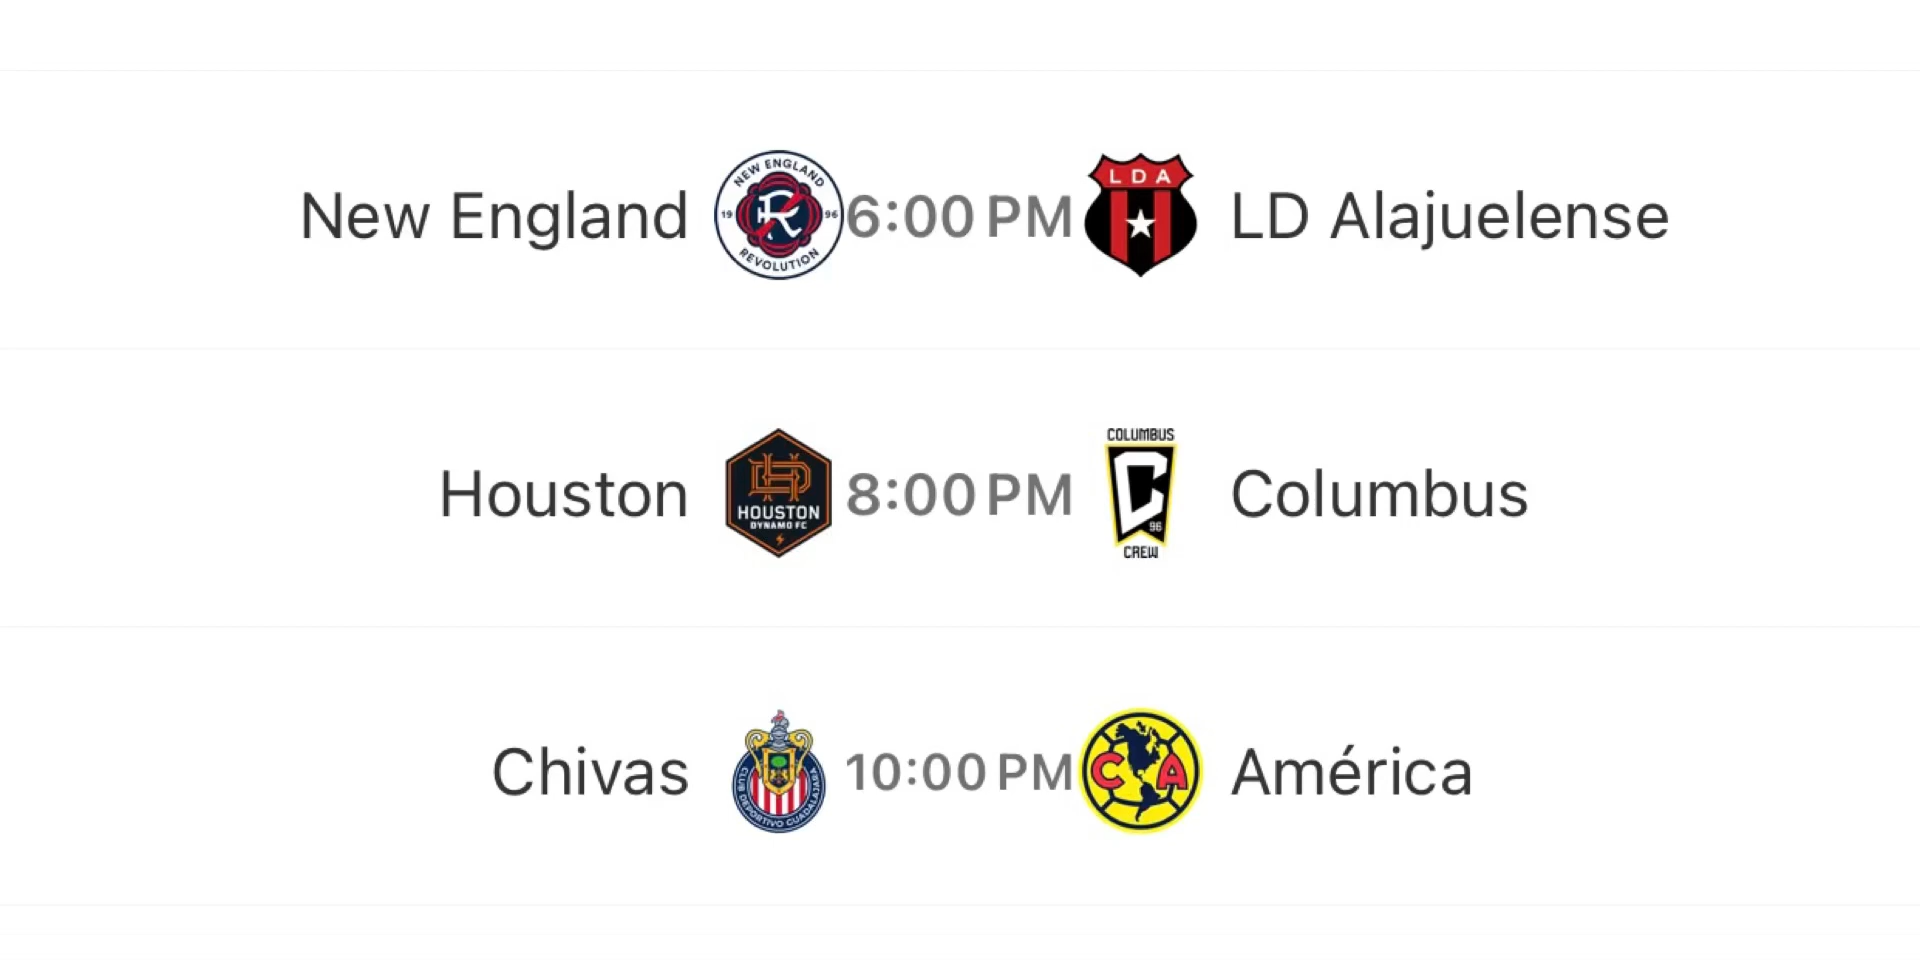 New England NEW ENGLAND 19 96 REVOLUTION 6:00 PM LDA LD Alajuelense
Houston HOUSTON DYNAMO FC 8:00 PM COLUMBUS C 96 CREW Columbus
Chivas CLUB DEPORTIVO GUADALAJARA 10:00 PM C A América